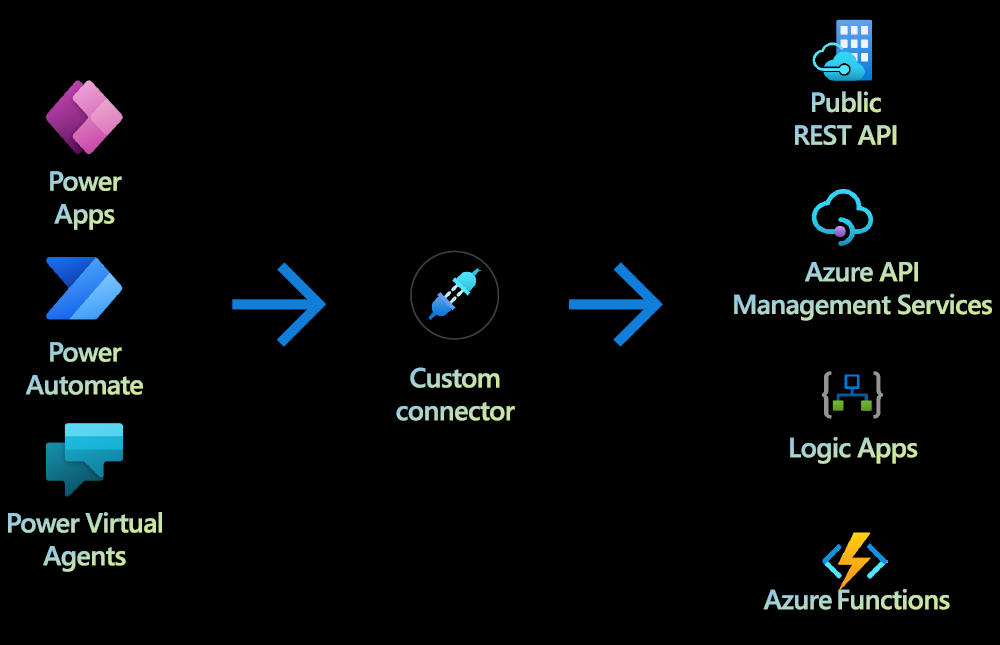 Power
Apps
Power
Automate
Power Virtual
Agents
Custom
connector
Public
REST API
Azure API
Management Services
Logic Apps
Azure Functions